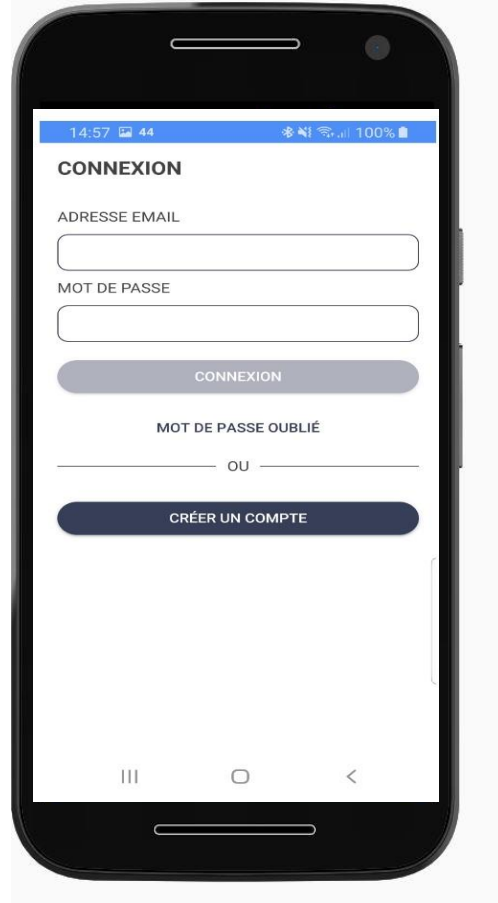 14:57 44 100%
CONNEXION
ADRESSE EMAIL
MOT DE PASSE
CONNEXION
MOT DE PASSE OUBLIÉ
OU
CRÉER UN COMPTE